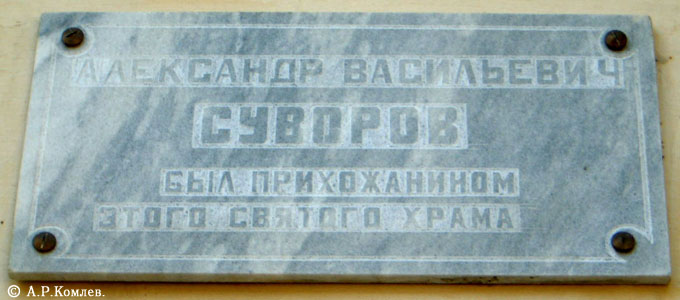 АЛЕКСАНДР ВАСИЛЬЕВИЧ
СУВОРОВ
БЫЛ ПРИХОЖАНИНОМ
ЭТОГО СВЯТОГО ХРАМА
© А.Р.Комлев.